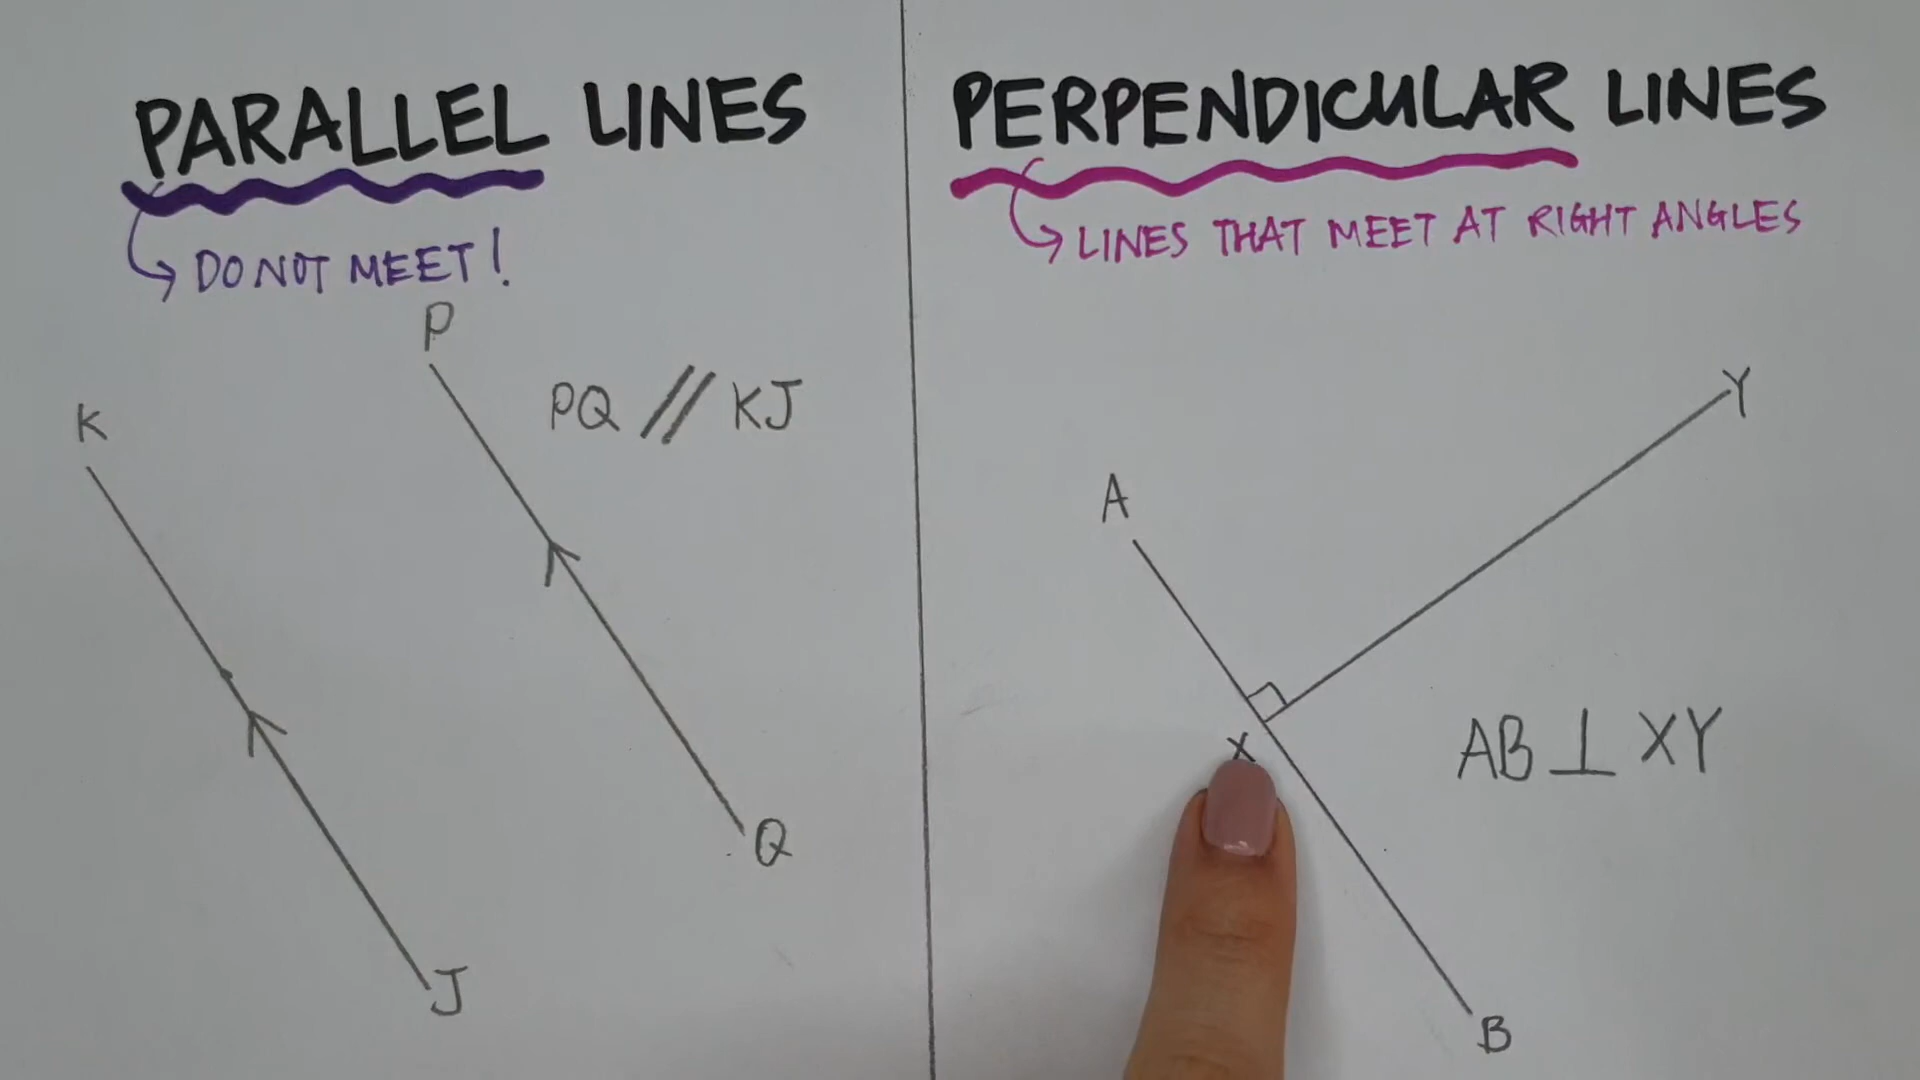 PARALLEL LINES
DO NOT MEET!
P
K
PQ // KJ
Q
J
PERPENDICULAR LINES
LINES THAT MEET AT RIGHT ANGLES
Y
A
X
AB ⊥ XY
B